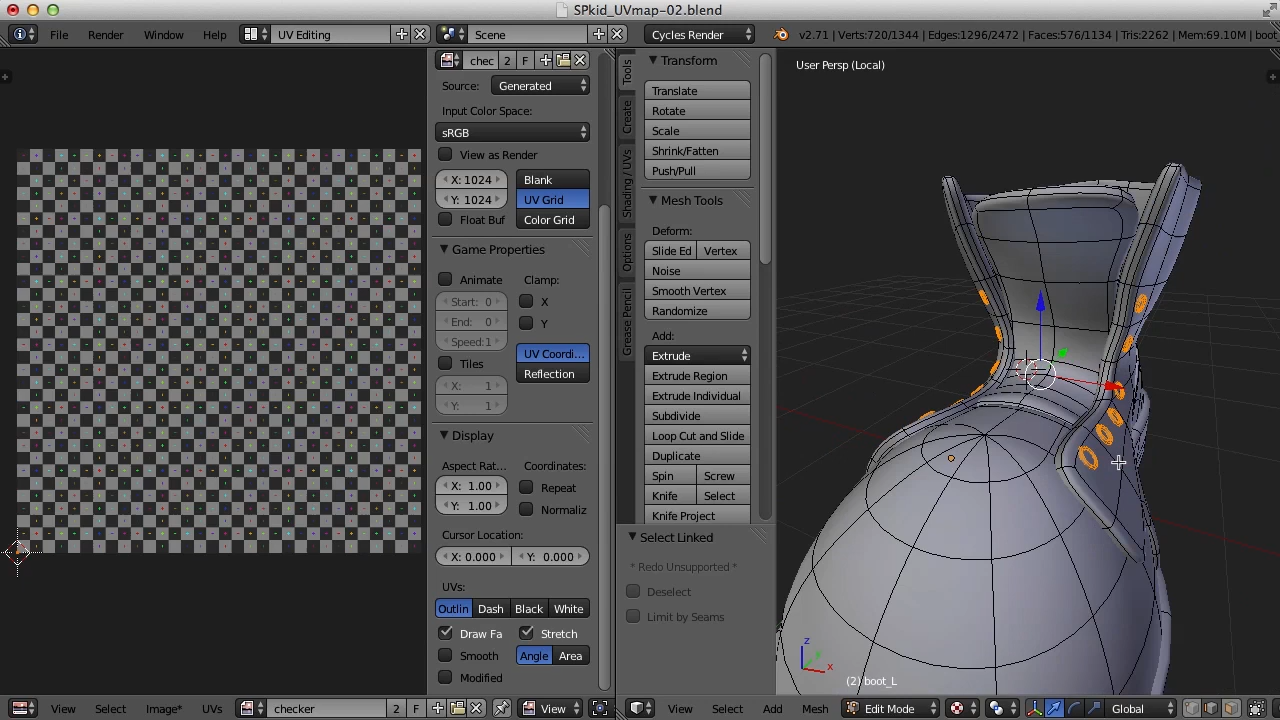 SPkid_UVmap-02.blend
File Render Window Help UV Editing Scene Cycles Render v2.71 | Verts:720/1344 | Edges:1296/2472 | Faces:576/1134 | Tris:2262 | Mem:69.10M | boot
chec 2 F
Source: Generated
Input Color Space:
sRGB
View as Render
X: 1024 Blank
Y: 1024 UV Grid
Float Buf Color Grid
Game Properties
Animate Clamp:
Start: 0 X
End: 0 Y
Speed:1
Tiles UV Coordi...
X: 1 Reflection
Y: 1
Display
Aspect Rat... Coordinates:
X: 1.00 Repeat
Y: 1.00 Normaliz
Cursor Location:
X: 0.000 Y: 0.000
UVs:
Outlin Dash Black White
Draw Fa Stretch
Smooth Angle Area
Modified
Tools
Create
Shading / UVs
Options
Grease Pencil
Transform
Translate
Rotate
Scale
Shrink/Fatten
Push/Pull
Mesh Tools
Deform:
Slide Ed Vertex
Noise
Smooth Vertex
Randomize
Add:
Extrude
Extrude Region
Extrude Individual
Subdivide
Loop Cut and Slide
Duplicate
Spin Screw
Knife Select
Knife Project
Select Linked
* Redo Unsupported *
Deselect
Limit by Seams
User Persp (Local)
z
y
x
(2) boot_L
View Select Image* UVs checker 2 F View
View Select Add Mesh Edit Mode Global